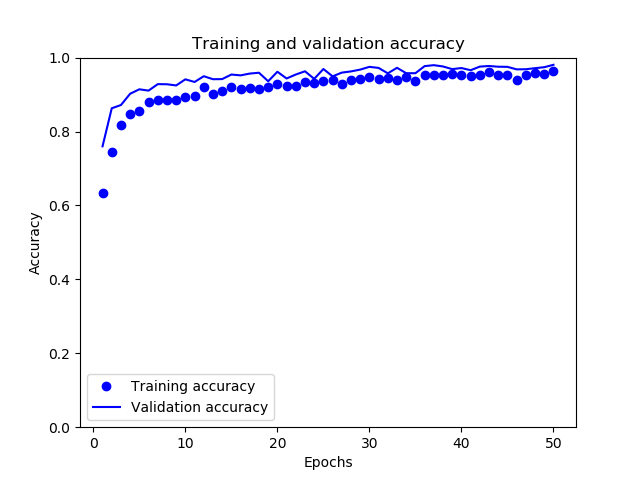 Training and validation accuracy
1.0
0.8
0.6
0.4
0.2
0.0
Accuracy
Training accuracy
Validation accuracy
0 10 20 30 40 50
Epochs